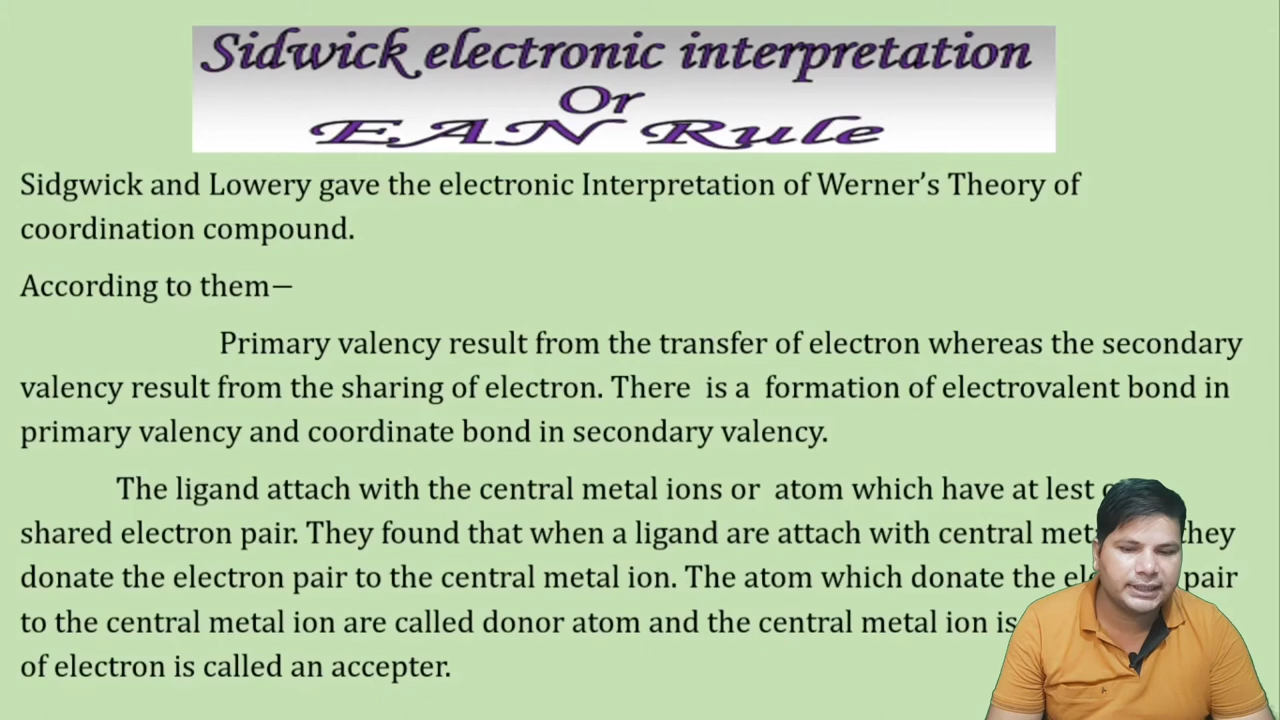 Sidwick electronic interpretation
Or
EAN Rule
Sidgwick and Lowery gave the electronic Interpretation of Werner’s Theory of
coordination compound.
According to them—
Primary valency result from the transfer of electron whereas the secondary
valency result from the sharing of electron. There is a formation of electrovalent bond in
primary valency and coordinate bond in secondary valency.
The ligand attach with the central metal ions or atom which have at lest
shared electron pair. They found that when a ligand are attach with central they
donate the electron pair to the central metal ion. The atom which donate the pair
to the central metal ion are called donor atom and the central metal ion is
of electron is called an accepter.